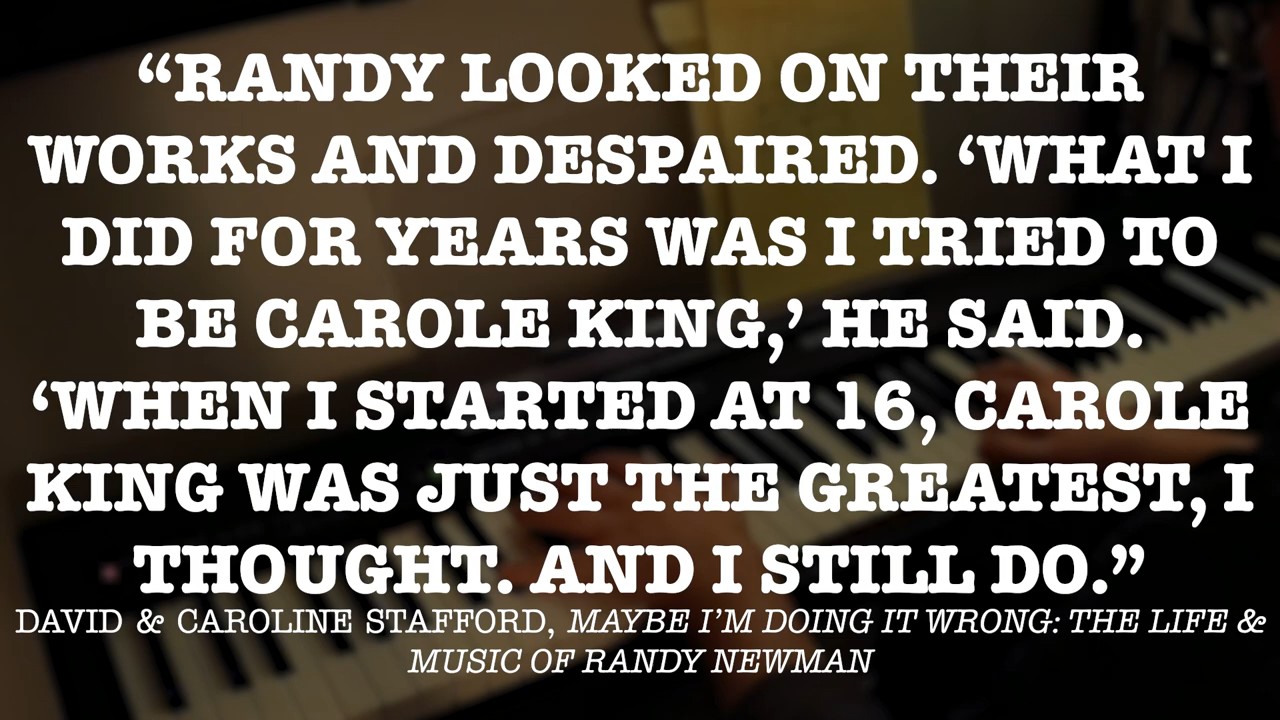 “RANDY LOOKED ON THEIR
WORKS AND DESPAIRED. ‘WHAT I
DID FOR YEARS WAS I TRIED TO
BE CAROLE KING,’ HE SAID.
‘WHEN I STARTED AT 16, CAROLE
KING WAS JUST THE GREATEST, I
THOUGHT. AND I STILL DO.”
DAVID & CAROLINE STAFFORD, MAYBE I’M DOING IT WRONG: THE LIFE &
MUSIC OF RANDY NEWMAN